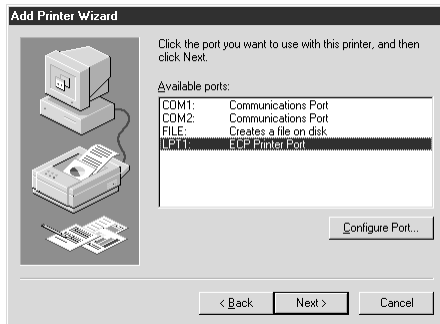 Add Printer Wizard
Click the port you want to use with this printer, and then
click Next.
Available ports:
COM1: Communications Port
COM2: Communications Port
FILE: Creates a file on disk
LPT1: ECP Printer Port
Configure Port...
< Back Next > Cancel